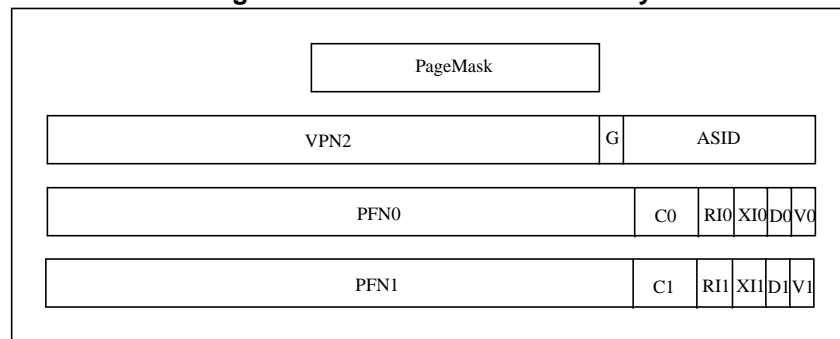 PageMask
VPN2 G ASID
PFN0 C0 RI0 XI0 D0 V0
PFN1 C1 RI1 XI1 D1 V1